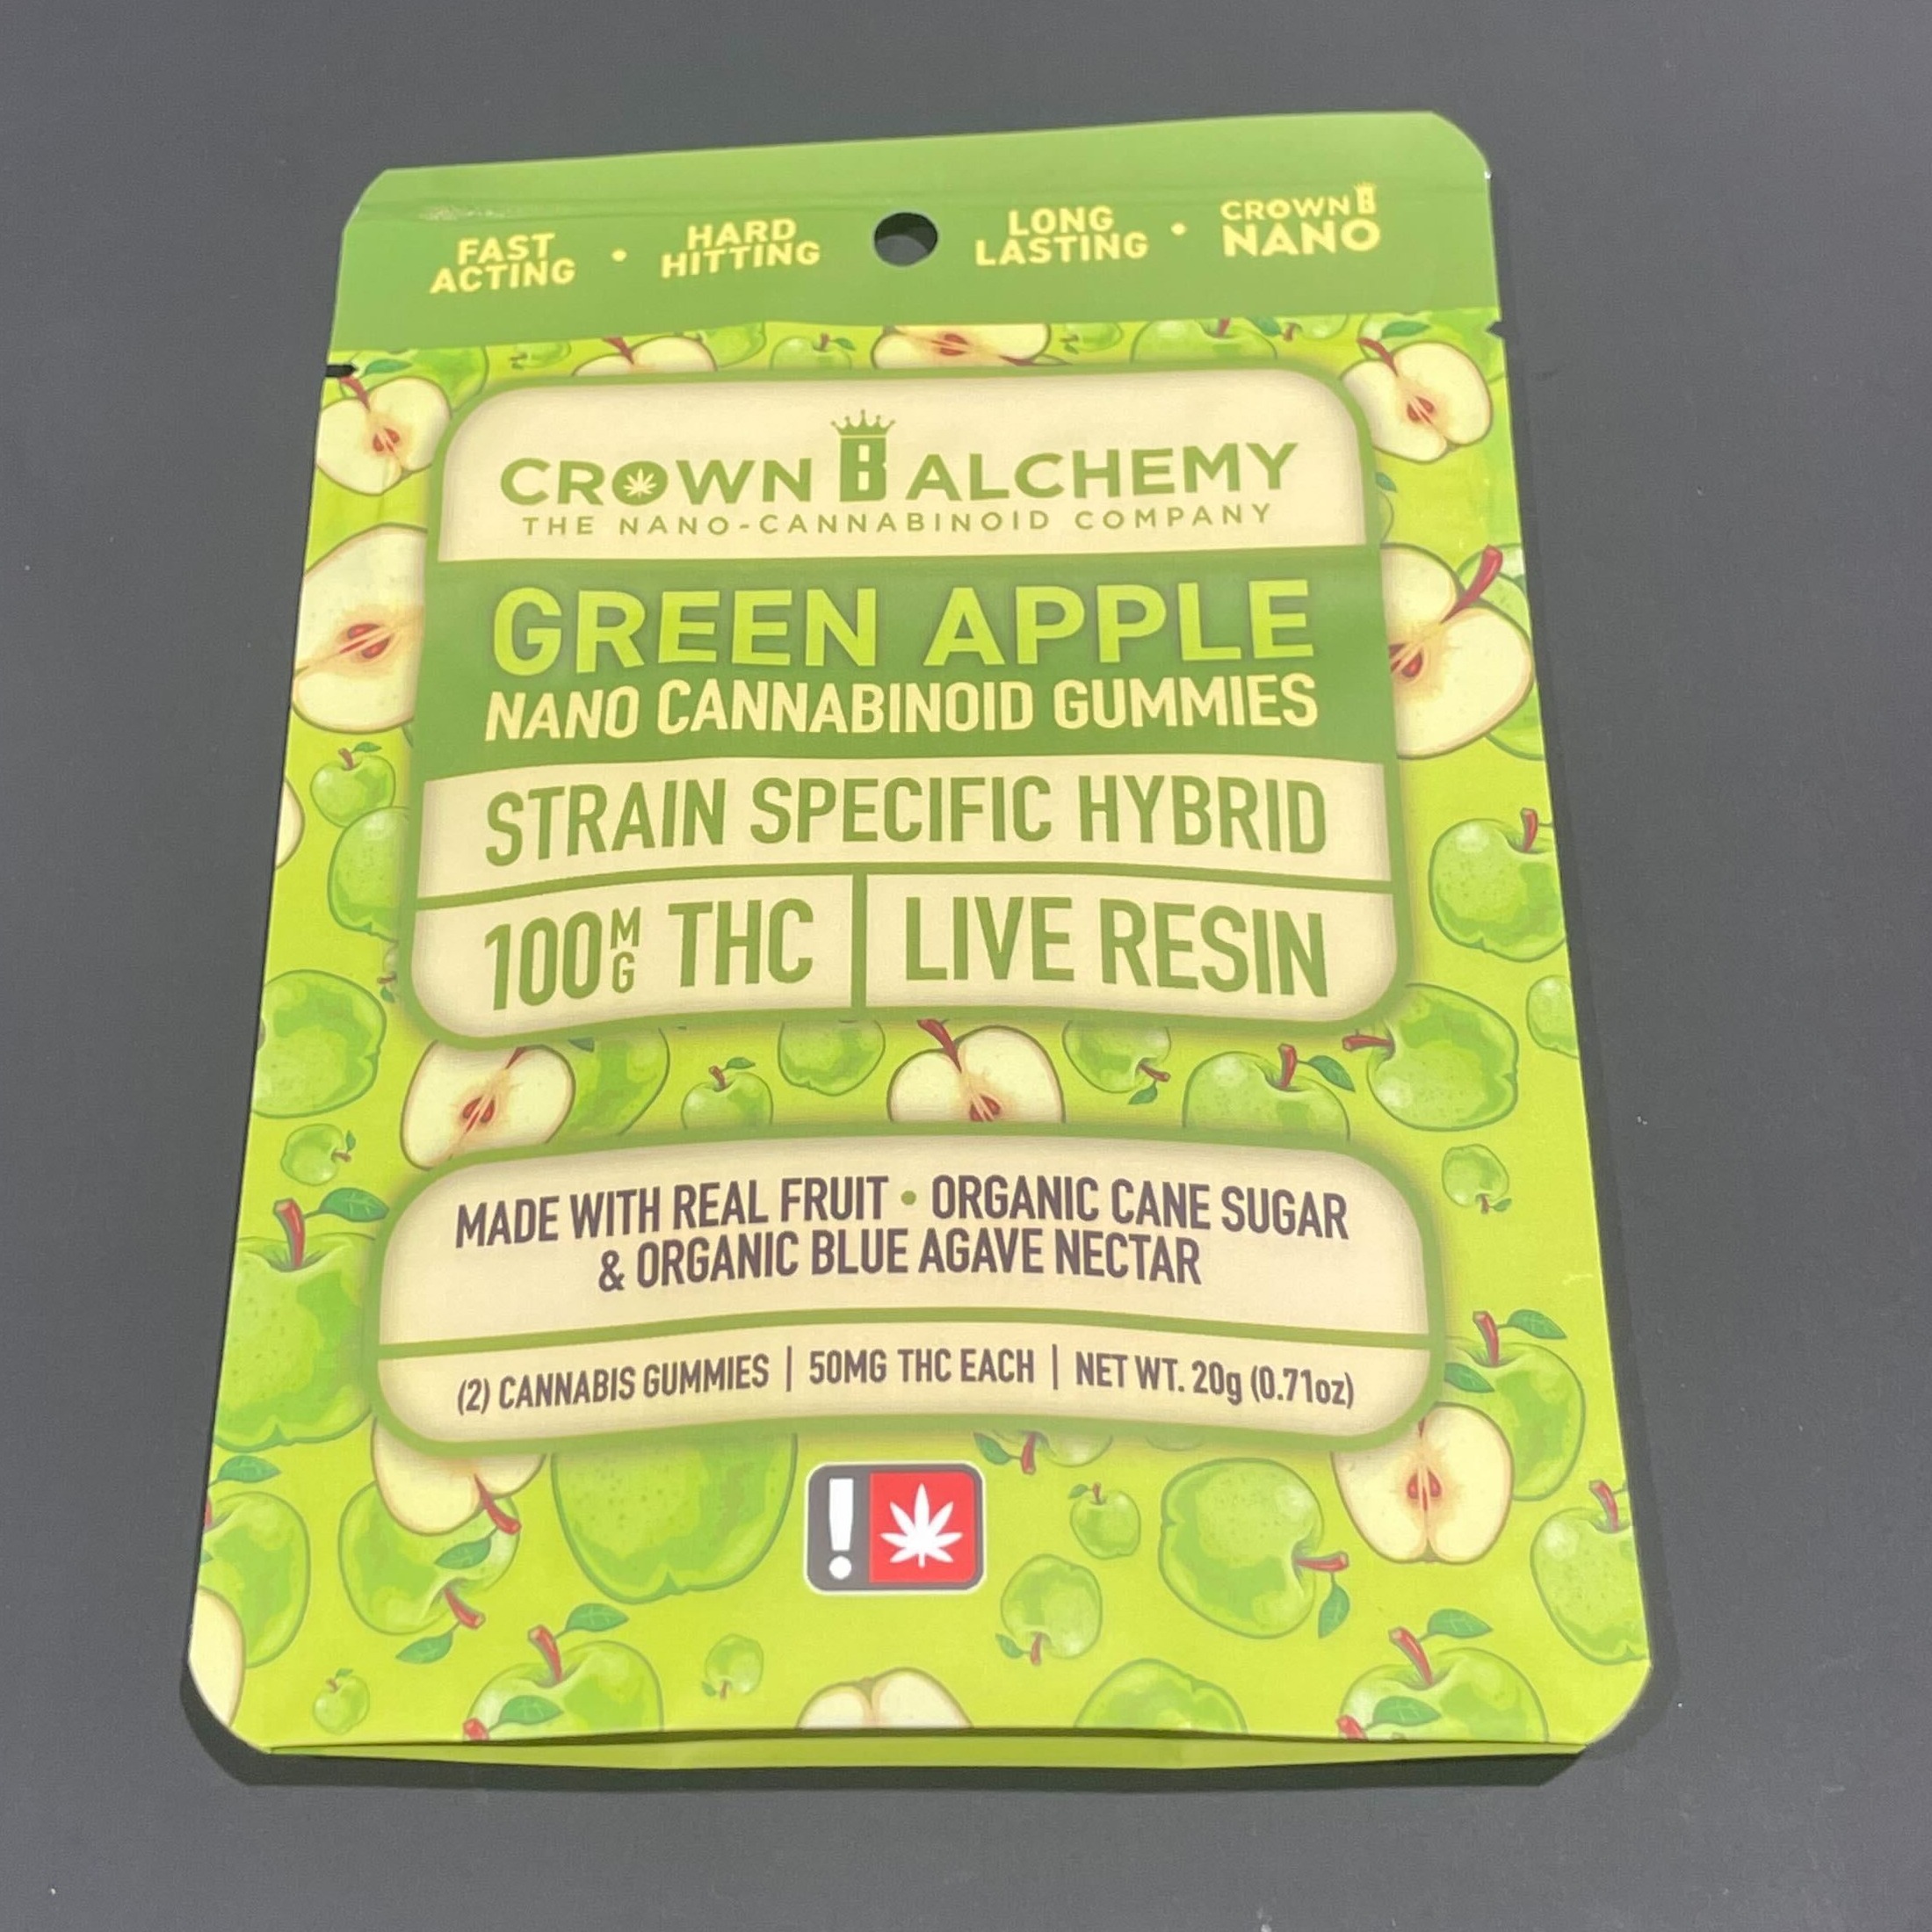 FAST ACTING • HARD HITTING LONG LASTING • CROWN B NANO
CROWN B ALCHEMY
THE NANO-CANNABINOID COMPANY
GREEN APPLE
NANO CANNABINOID GUMMIES
STRAIN SPECIFIC HYBRID
100MG THC | LIVE RESIN
MADE WITH REAL FRUIT • ORGANIC CANE SUGAR
& ORGANIC BLUE AGAVE NECTAR
(2) CANNABIS GUMMIES | 50MG THC EACH | NET WT. 20g (0.71oz)
!